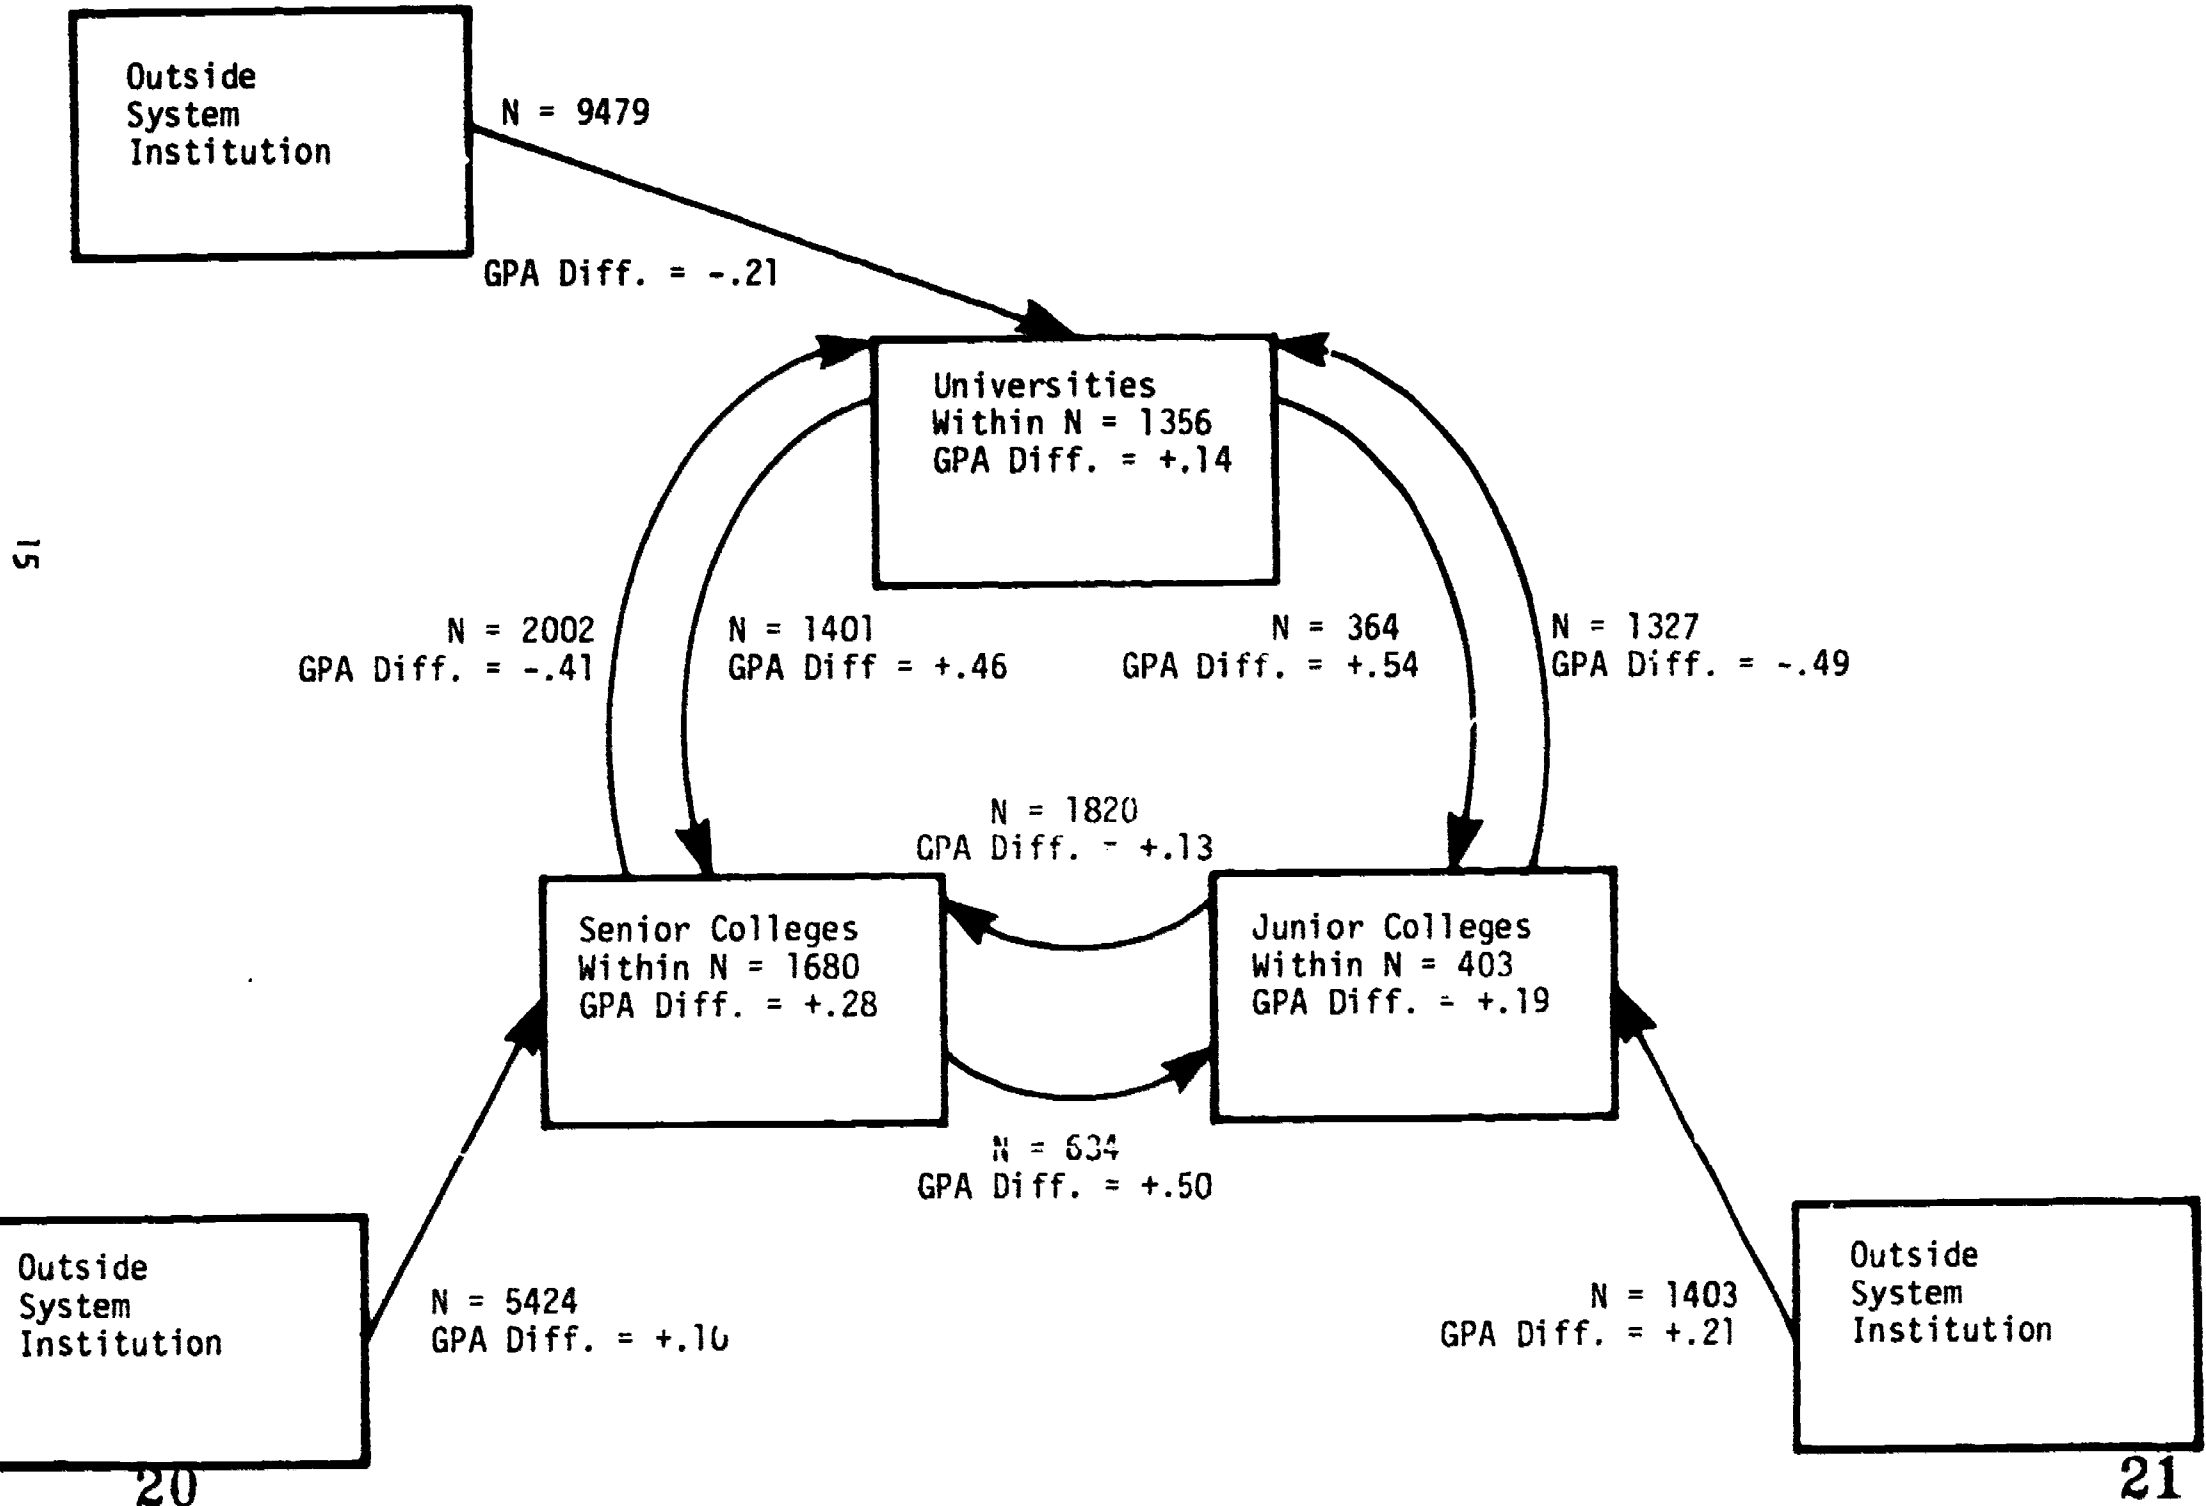 Outside
System
Institution
N = 9479
GPA Diff. = -.21
Universities
Within N = 1356
GPA Diff. = +.14
15
N = 2002
GPA Diff. = -.41
N = 1401
GPA Diff = +.46
N = 364
GPA Diff. = +.54
N = 1327
GPA Diff. = -.49
N = 1820
GPA Diff. = +.13
Senior Colleges
Within N = 1680
GPA Diff. = +.28
Junior Colleges
Within N = 403
GPA Diff. = +.19
N =
GPA Diff. = +.50
Outside
System
Institution
N = 5424
GPA Diff. = +.10
N = 1403
GPA Diff. = +.21
Outside
System
Institution
20
21